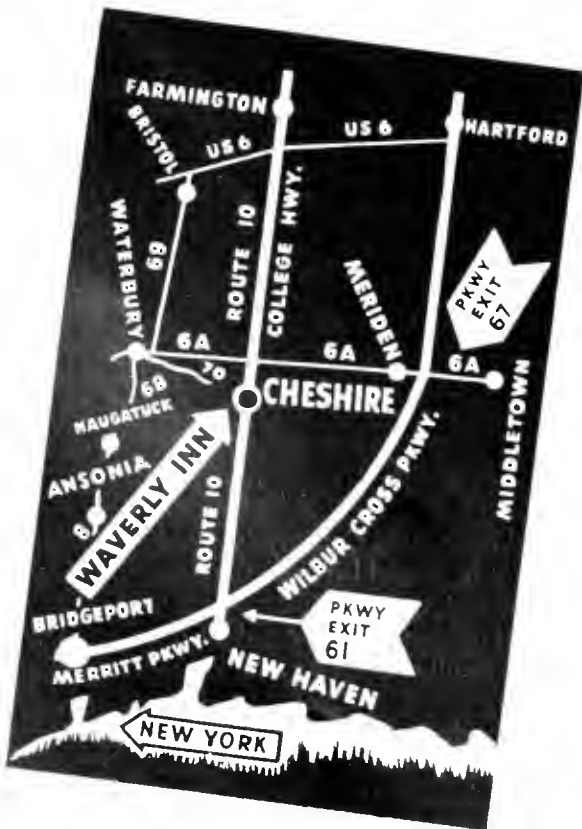 FARMINGTON
HARTFORD
US 6
US 6
BRISTOL
ROUTE 10
COLLEGE HWY.
69
WATERBURY
MERIDEN
PKWY
EXIT
67
6A
6A
6A
70
68
CHESHIRE
NAUGATUCK
MIDDLETOWN
ANSONIA
8
WAVERLY INN
ROUTE 10
WILBUR CROSS PKWY.
BRIDGEPORT
PKWY
EXIT
61
MERRITT PKWY.
NEW HAVEN
NEW YORK